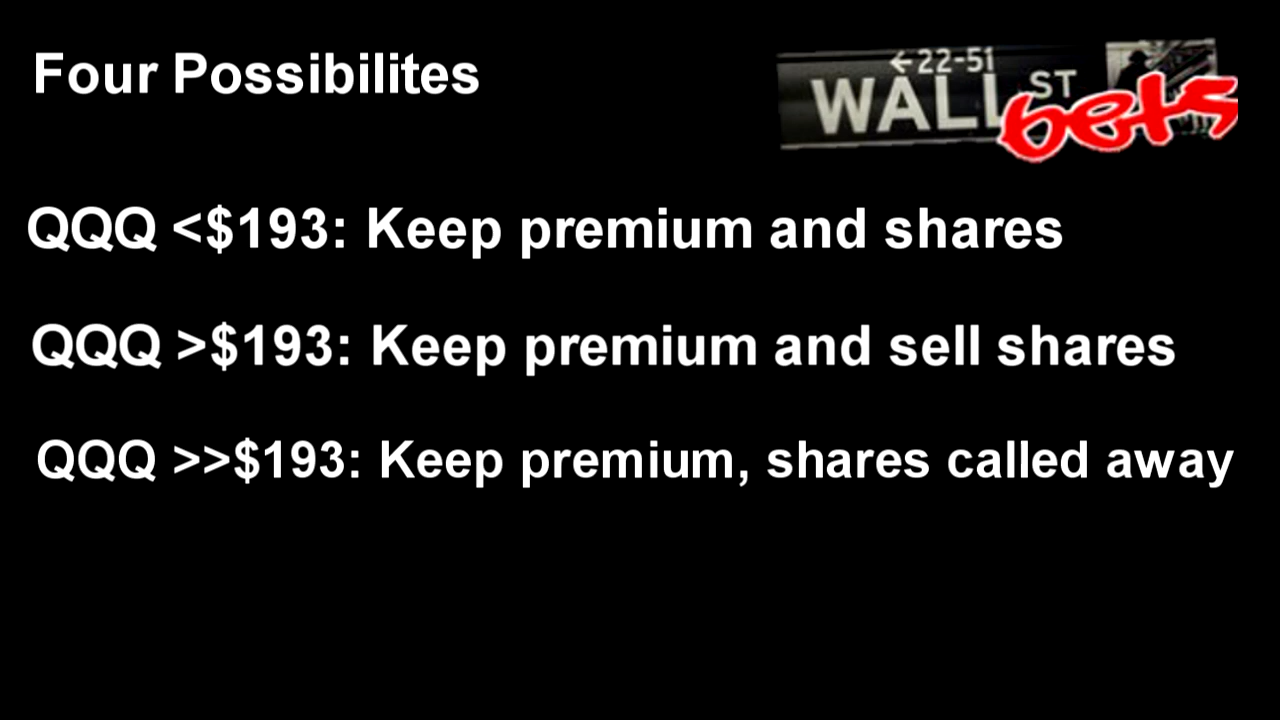 Four Possibilites
←22-51
WALL ST
bets
QQQ <$193: Keep premium and shares
QQQ >$193: Keep premium and sell shares
QQQ >>$193: Keep premium, shares called away